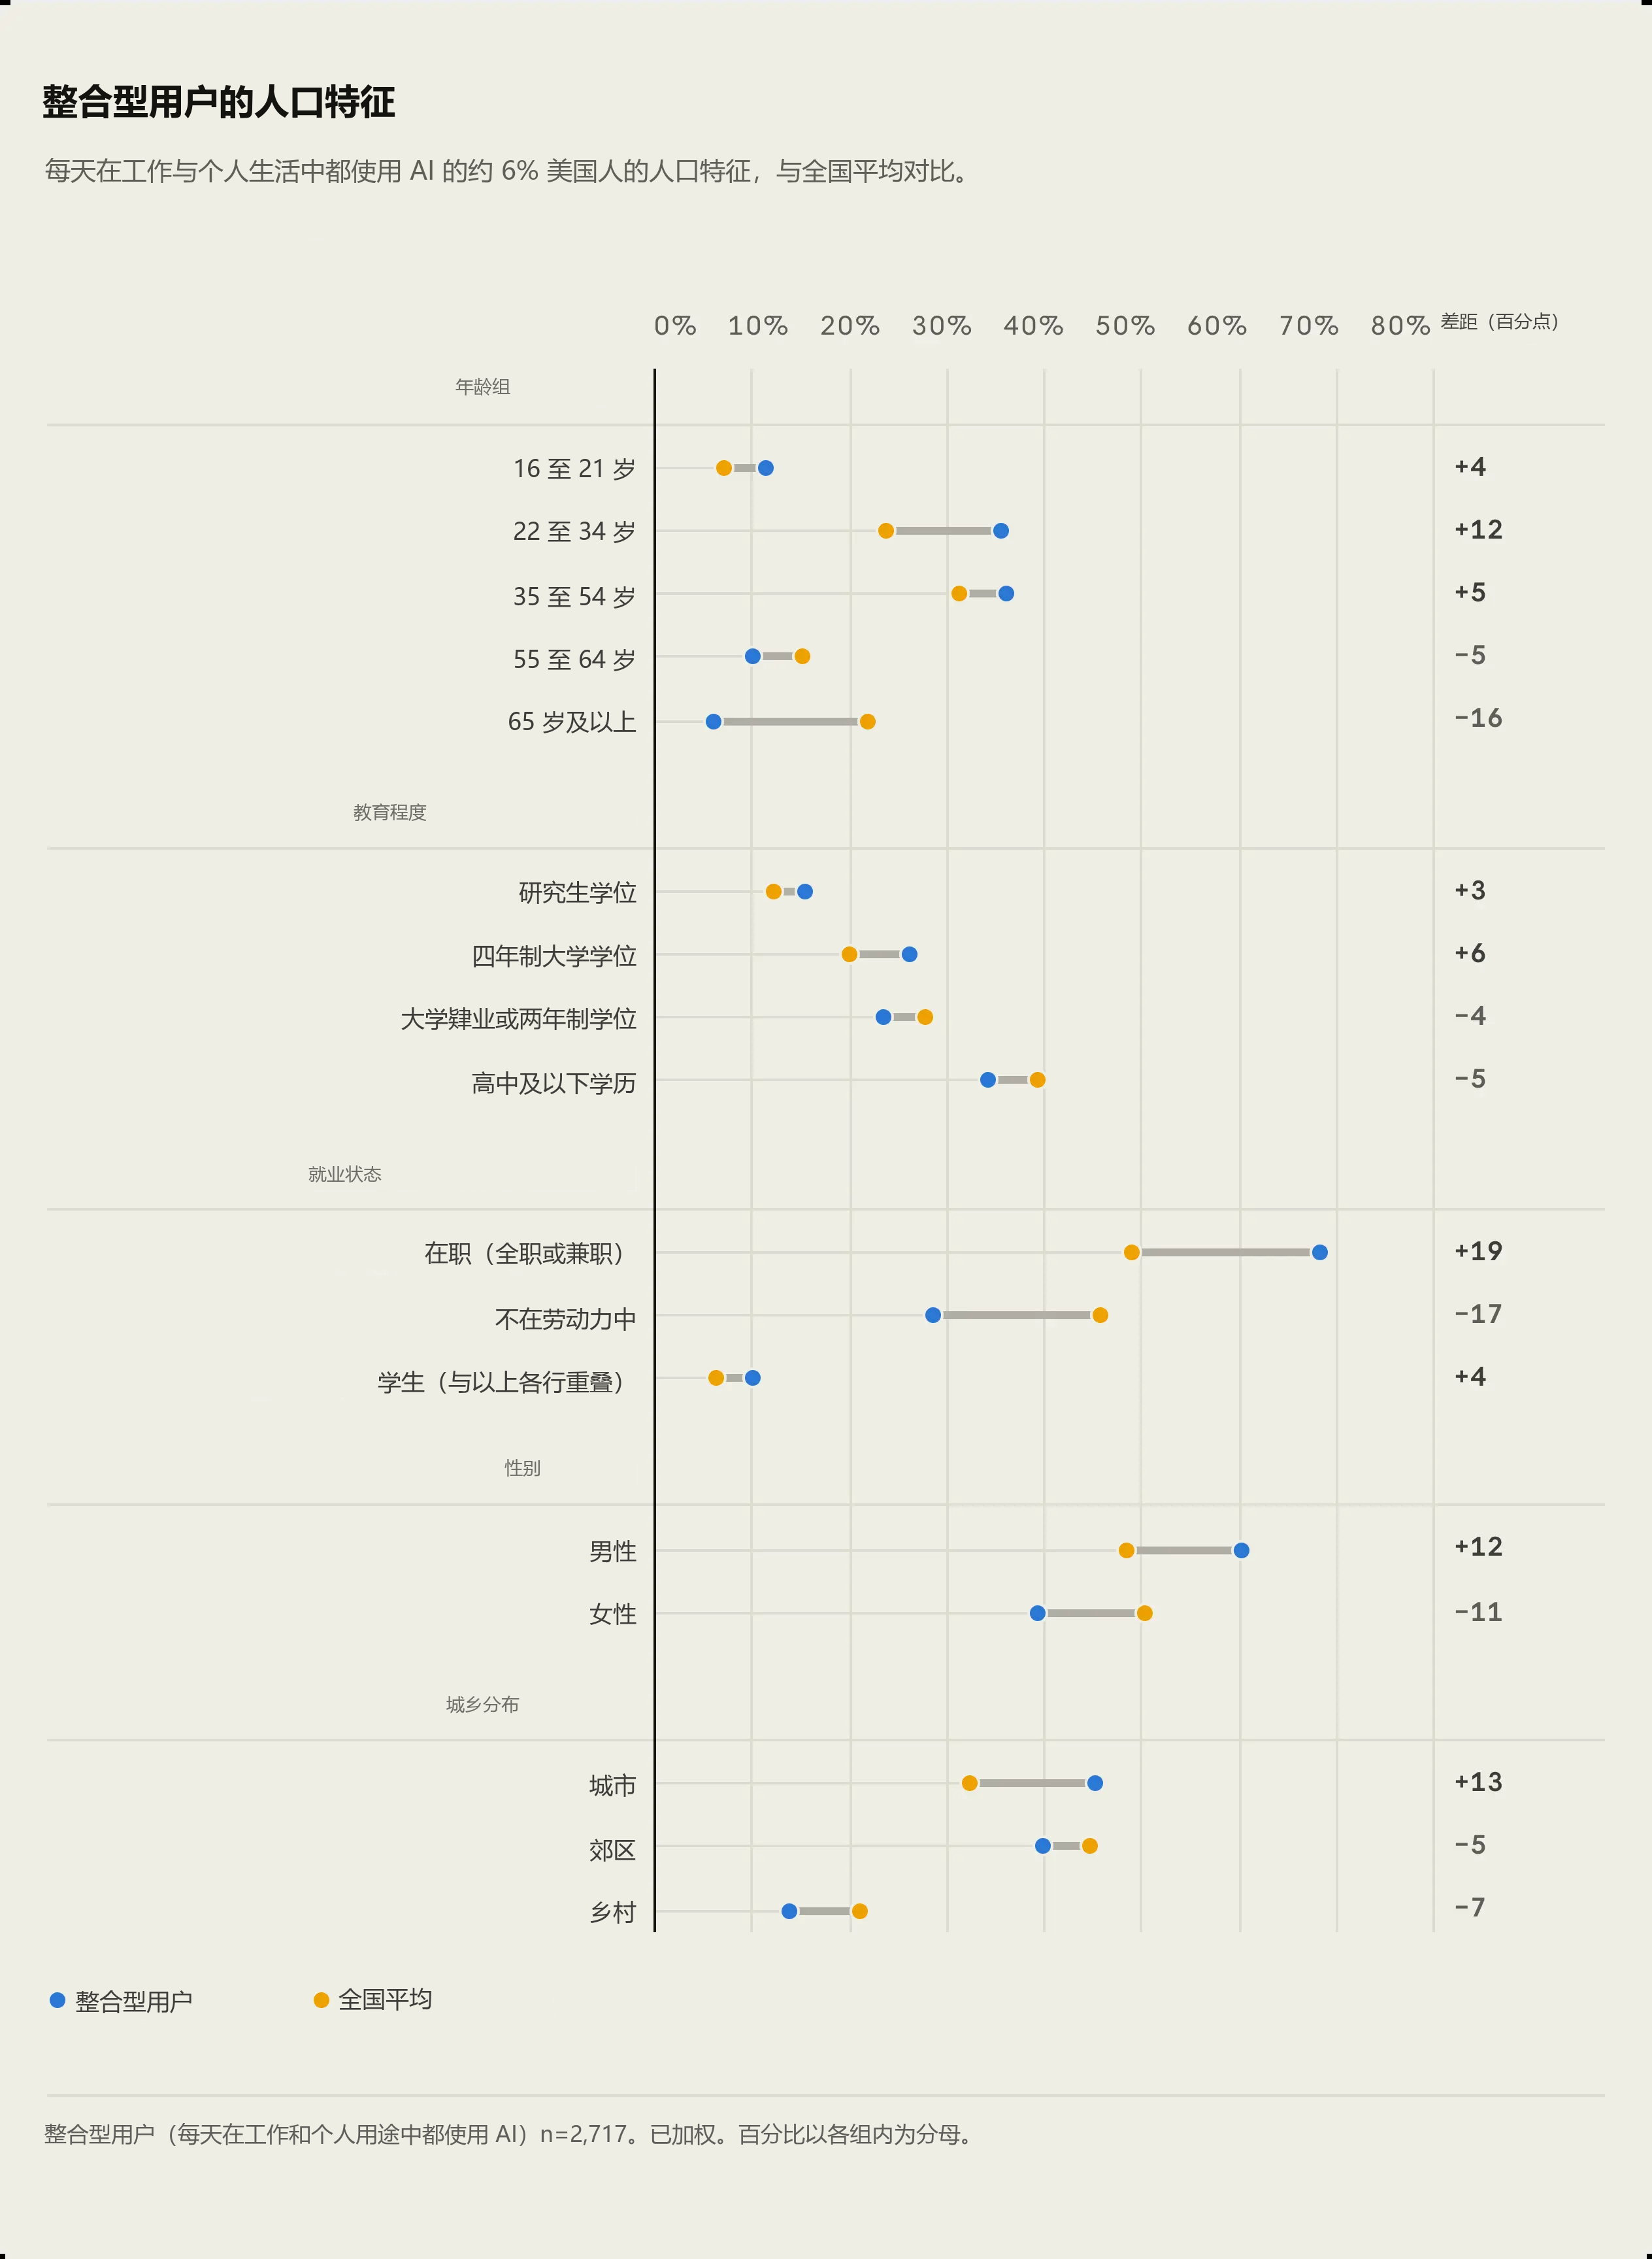 整合型用户的人口特征
每天在工作与个人生活中都使用 AI 的约 6% 美国人的人口特征，与全国平均对比。
0% 10% 20% 30% 40% 50% 60% 70% 80% 差距（百分点）
年龄组
16 至 21 岁 +4
22 至 34 岁 +12
35 至 54 岁 +5
55 至 64 岁 −5
65 岁及以上 −16
教育程度
研究生学位 +3
四年制大学学位 +6
大学肄业或两年制学位 −4
高中及以下学历 −5
就业状态
在职（全职或兼职） +19
不在劳动力中 −17
学生（与以上各行重叠） +4
性别
男性 +12
女性 −11
城乡分布
城市 +13
郊区 −5
乡村 −7
整合型用户 全国平均
整合型用户（每天在工作和个人用途中都使用 AI）n=2,717。已加权。百分比以各组内为分母。